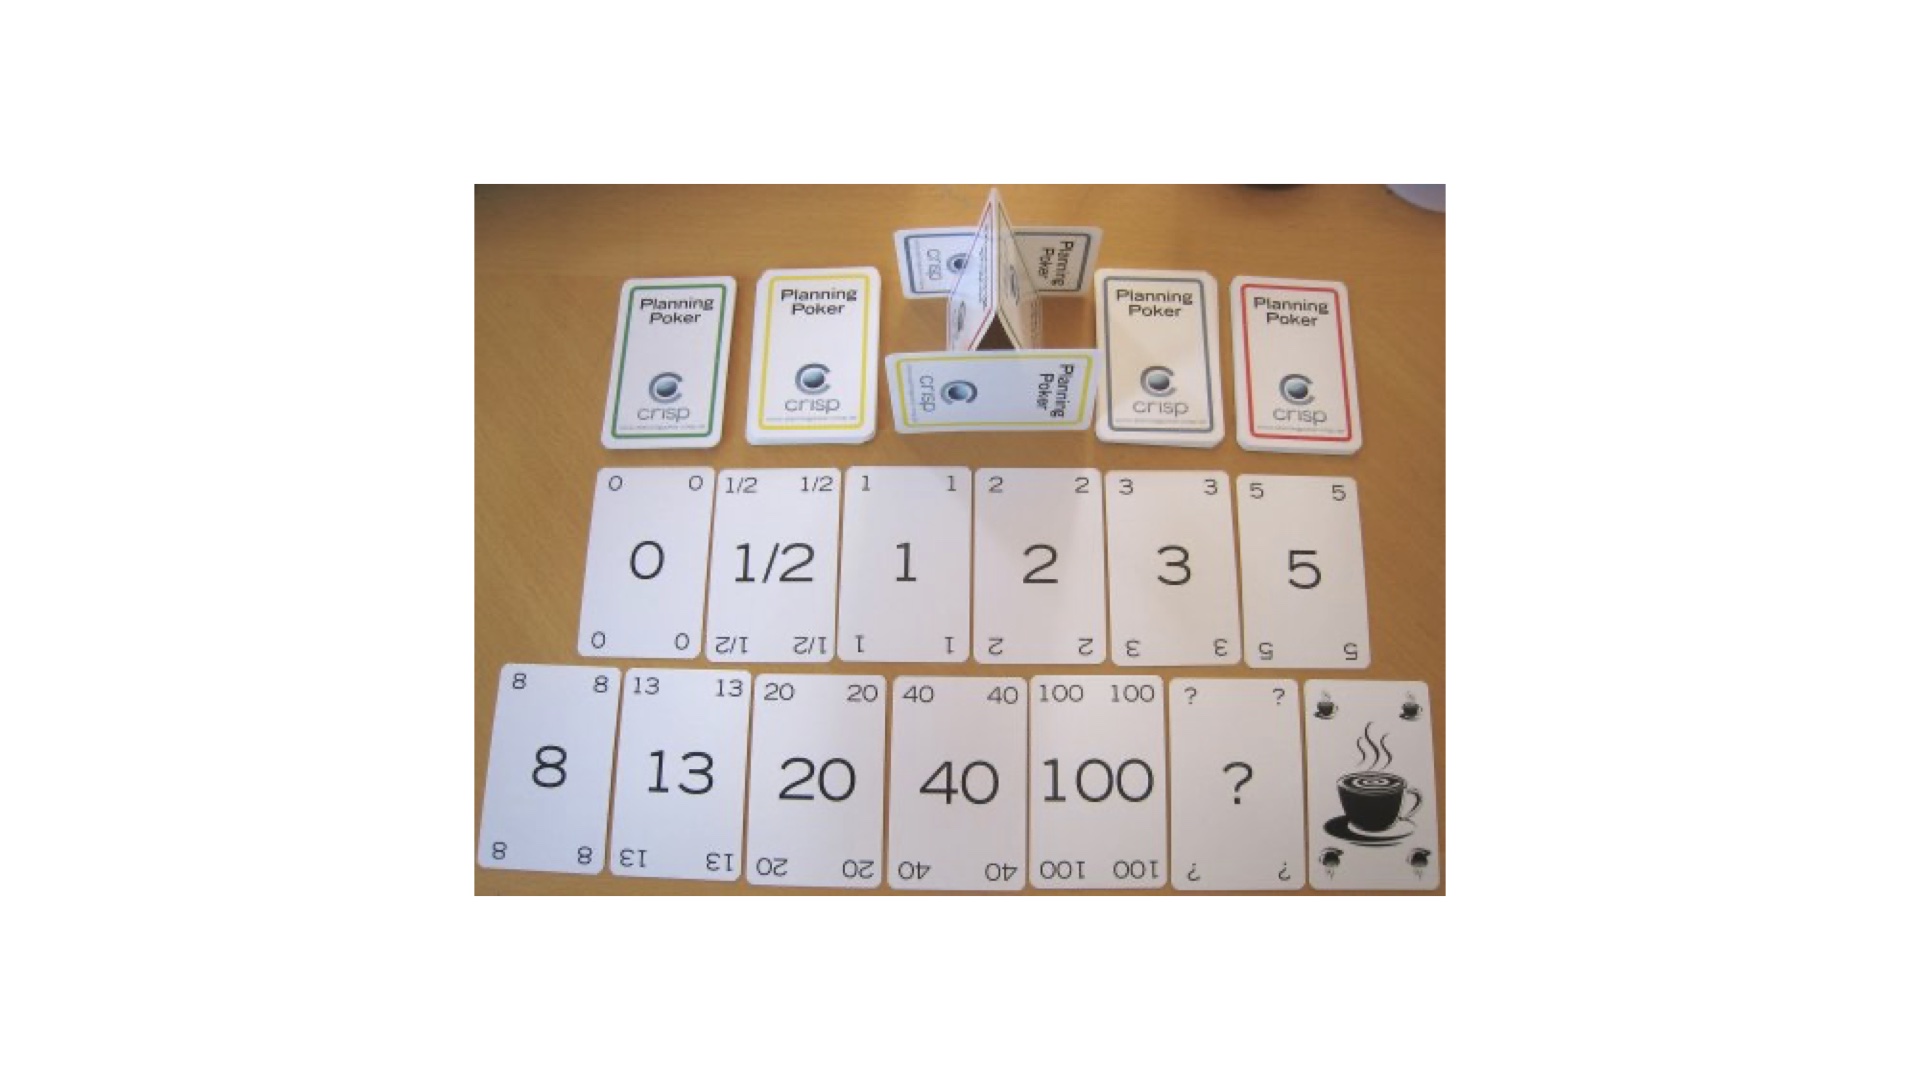 Planning
Poker
crisp
Planning
Poker
crisp
crisp
Planning
Poker
crisp
Planning
Poker
Planning
Poker
crisp
Planning
Poker
crisp
0 0
0
0 0
1/2 1/2
1/2
1/2 1/2
1 1
1
1 1
2 2
2
2 2
3 3
3
3 3
5 5
5
5 5
8 8
8
8 8
13 13
13
13 13
20 20
20
20 20
40 40
40
40 40
100 100
100
100 100
? ?
?
? ?